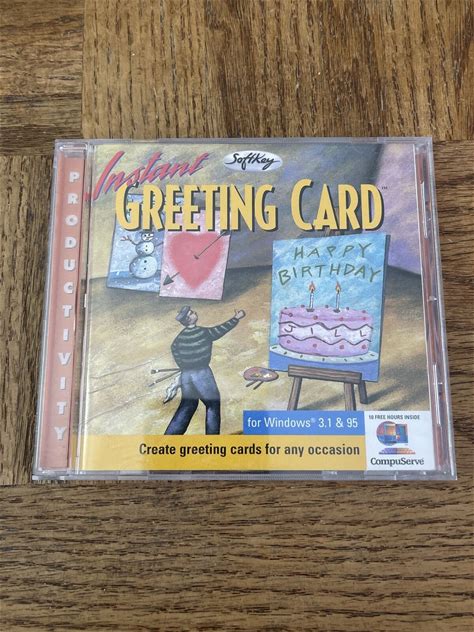 PRODUCTIVITY
SoftKey
Instant
GREETING CARD™
HAPPY
BIRTHDAY
JILL
for Windows® 3.1 & 95
10 FREE HOURS INSIDE
CompuServe®
Create greeting cards for any occasion